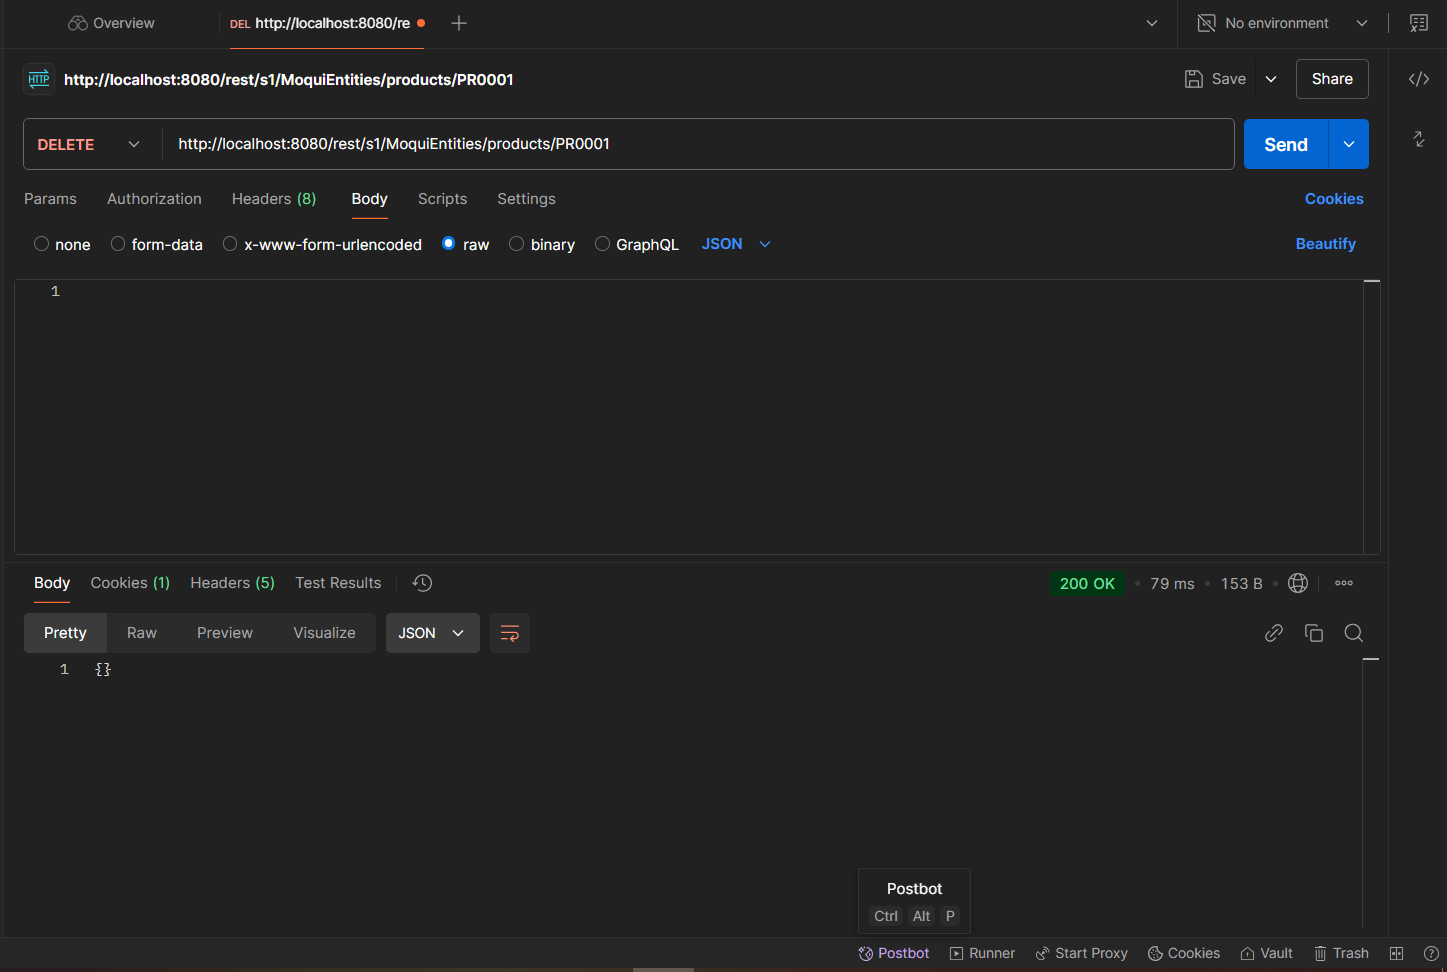 Overview
DEL http://localhost:8080/re
No environment
HTTP http://localhost:8080/rest/s1/MoquiEntities/products/PR0001
Save
Share
DELETE
http://localhost:8080/rest/s1/MoquiEntities/products/PR0001
Send
Params Authorization Headers (8) Body Scripts Settings Cookies
none form-data x-www-form-urlencoded raw binary GraphQL JSON Beautify
1
Body Cookies (1) Headers (5) Test Results 200 OK • 79 ms • 153 B
Pretty Raw Preview Visualize JSON
1 {}
Postbot
Ctrl Alt P
Postbot Runner Start Proxy Cookies Vault Trash